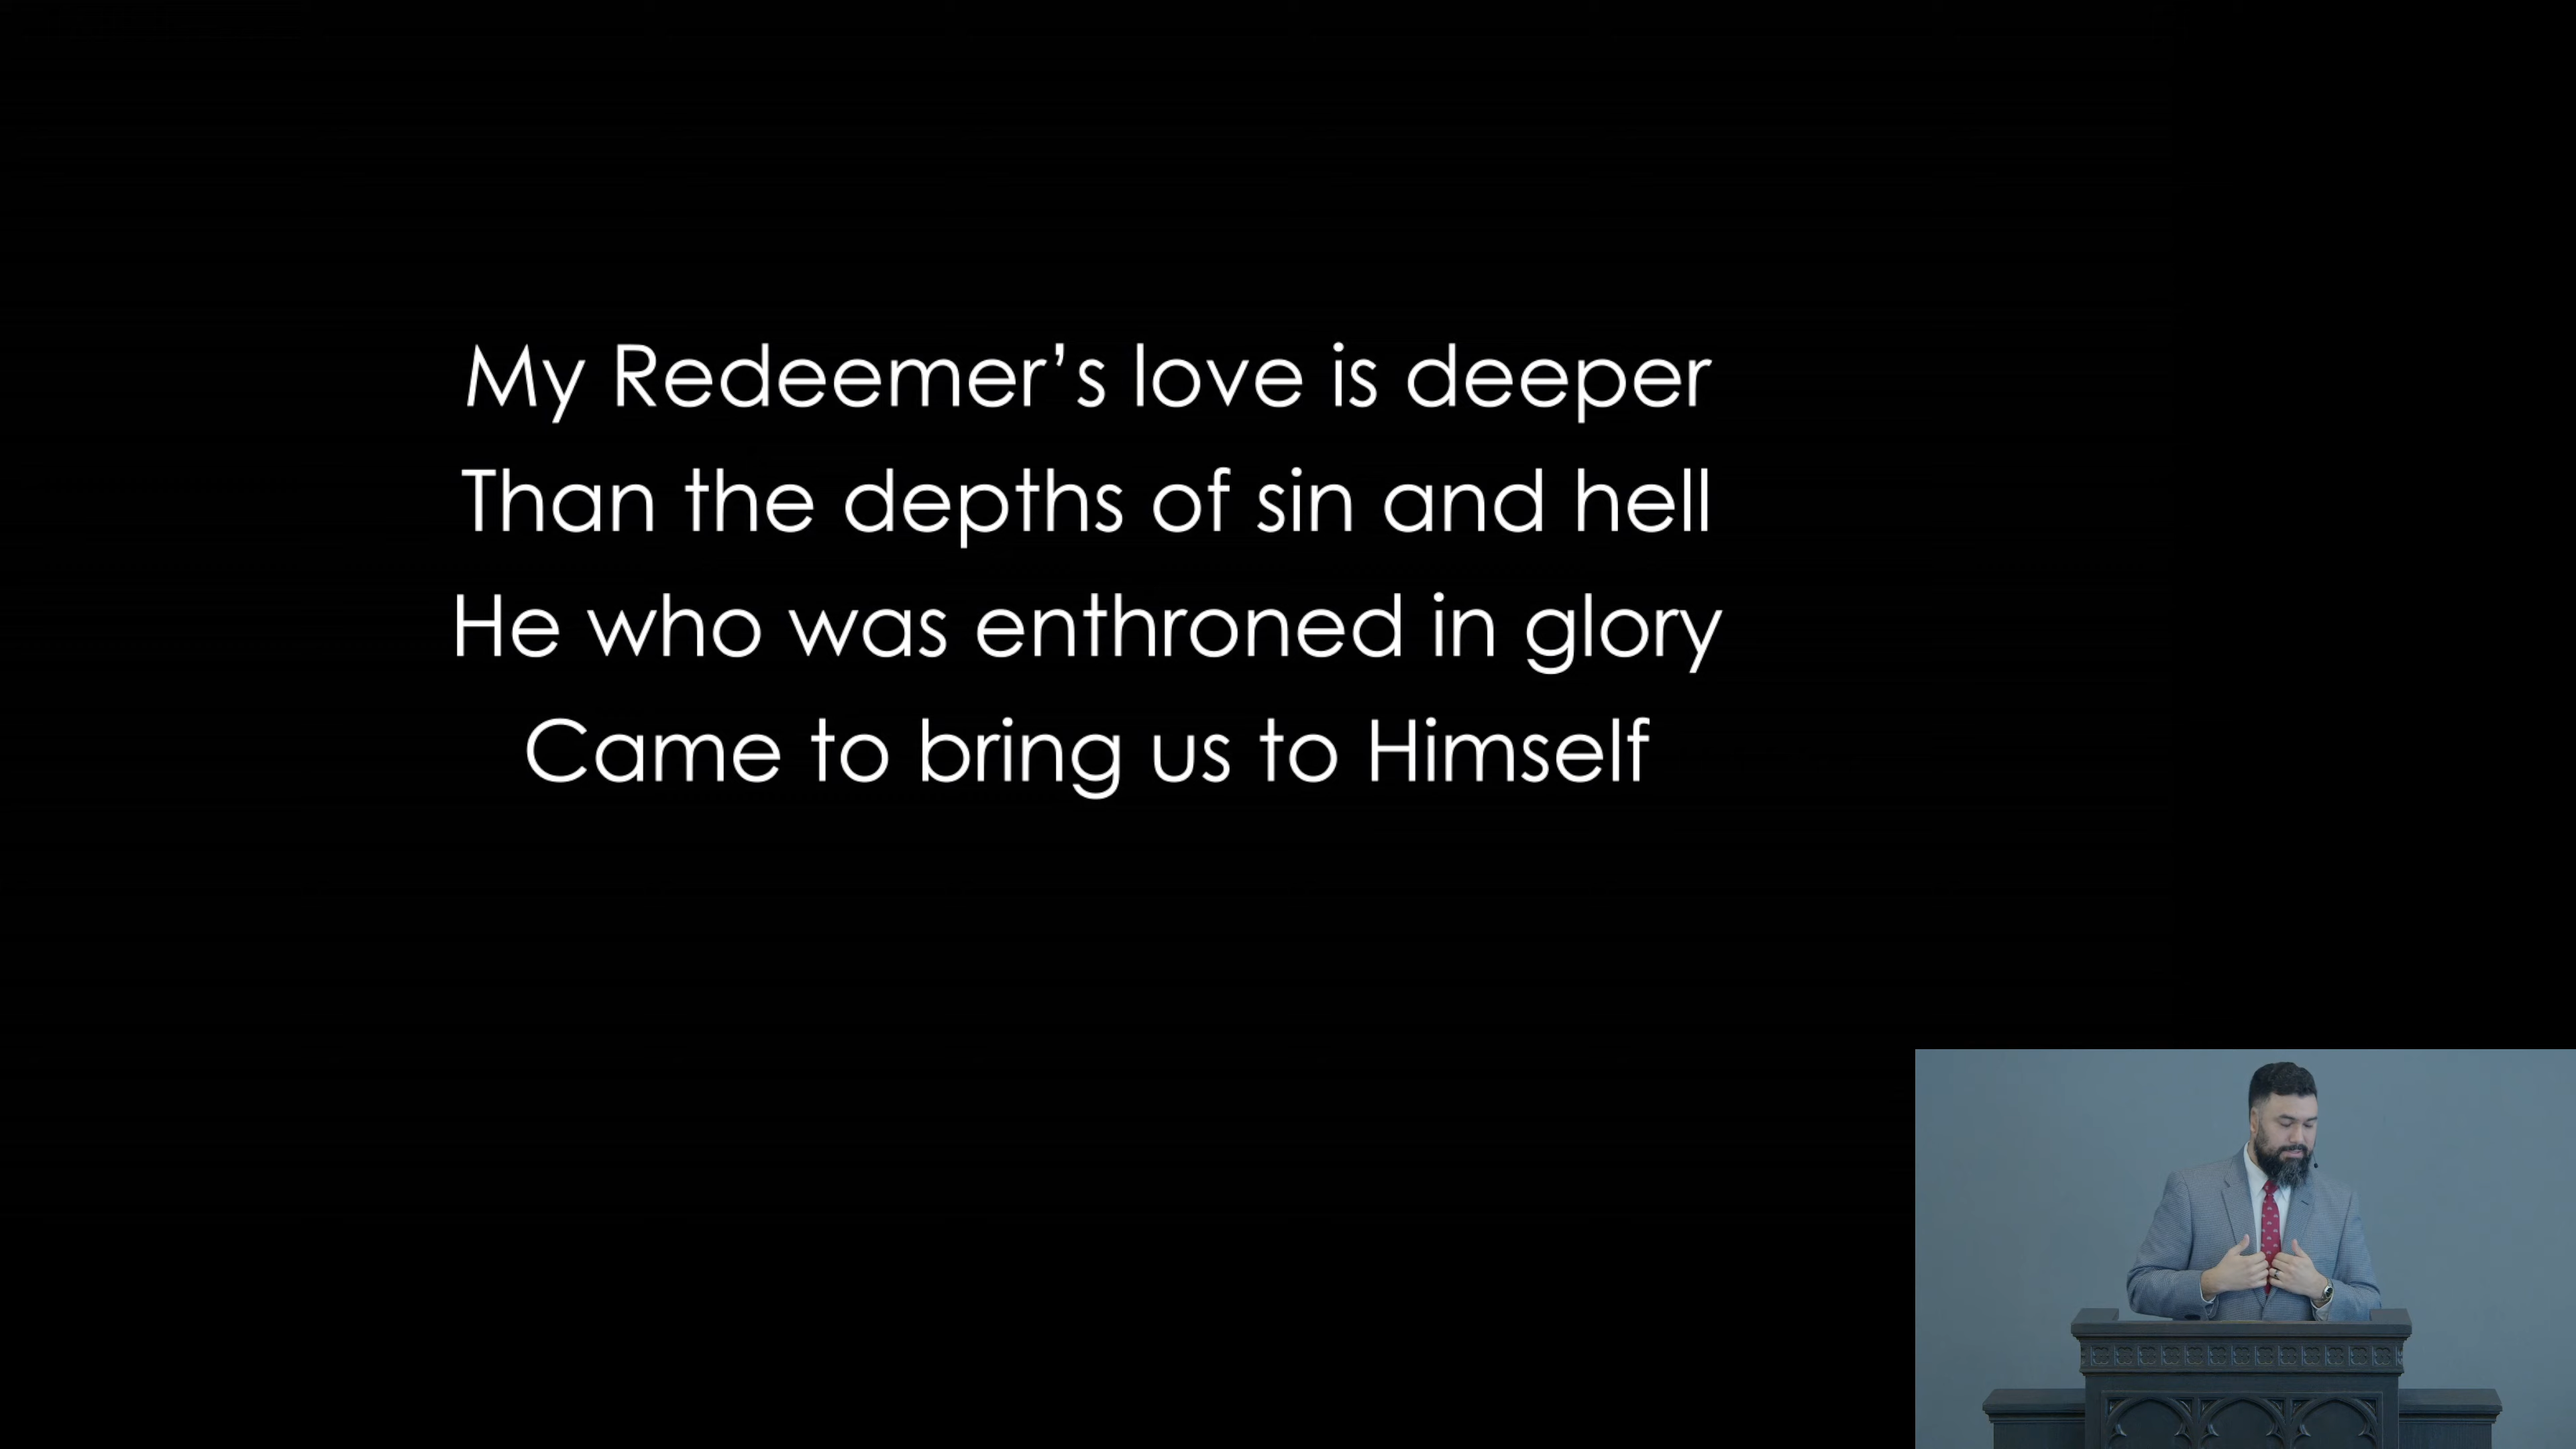 My Redeemer’s love is deeper
Than the depths of sin and hell
He who was enthroned in glory
Came to bring us to Himself